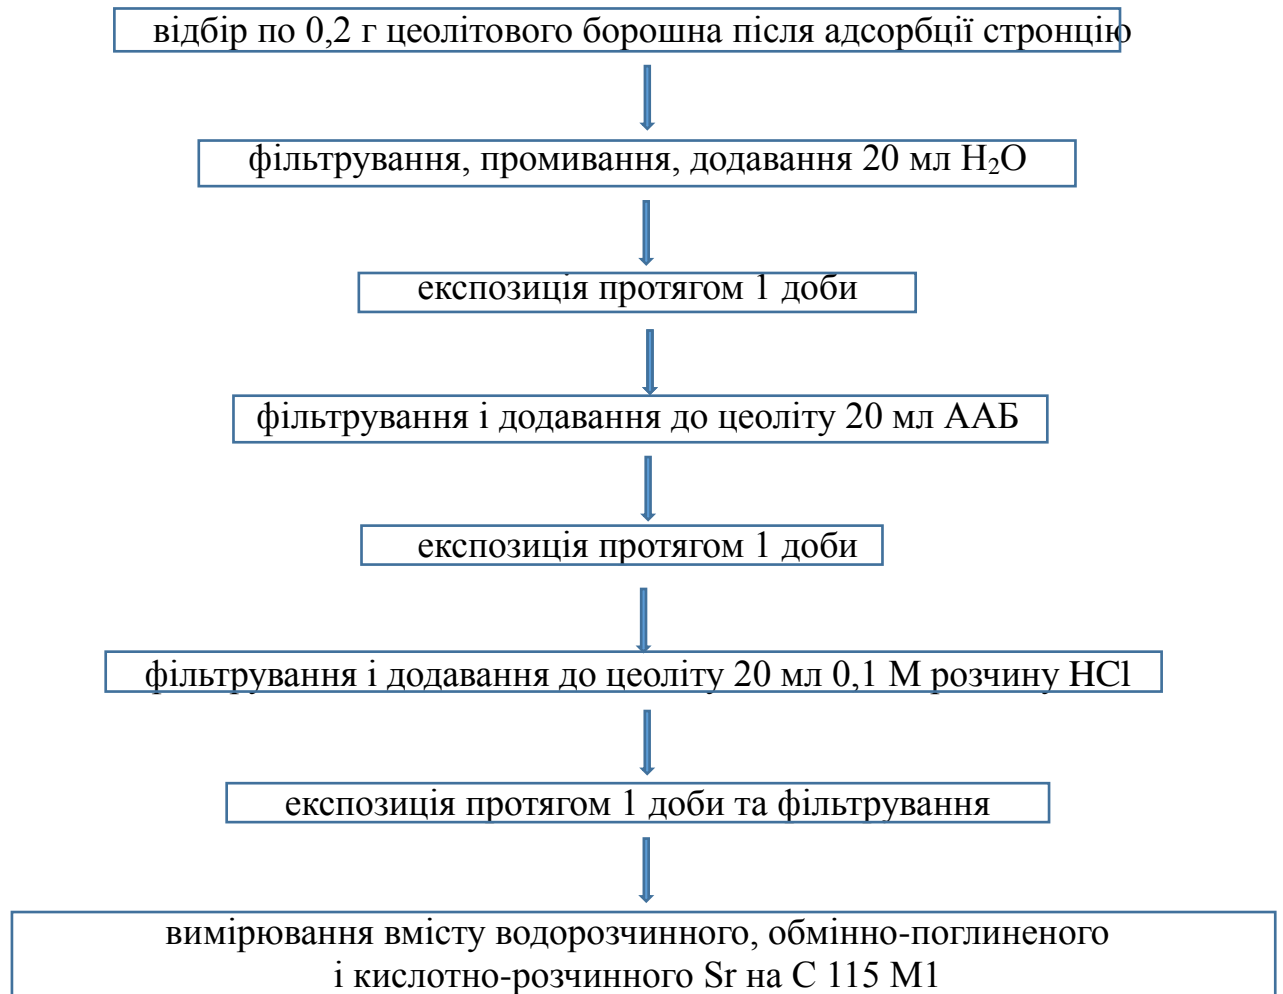 відбір по 0,2 г цеолітового борошна після адсорбції стронцію
фільтрування, промивання, додавання 20 мл H₂O
експозиція протягом 1 доби
фільтрування і додавання до цеоліту 20 мл ААБ
експозиція протягом 1 доби
фільтрування і додавання до цеоліту 20 мл 0,1 М розчину HCl
експозиція протягом 1 доби та фільтрування
вимірювання вмісту водорозчинного, обмінно-поглиненого
і кислотно-розчинного Sr на С 115 М1